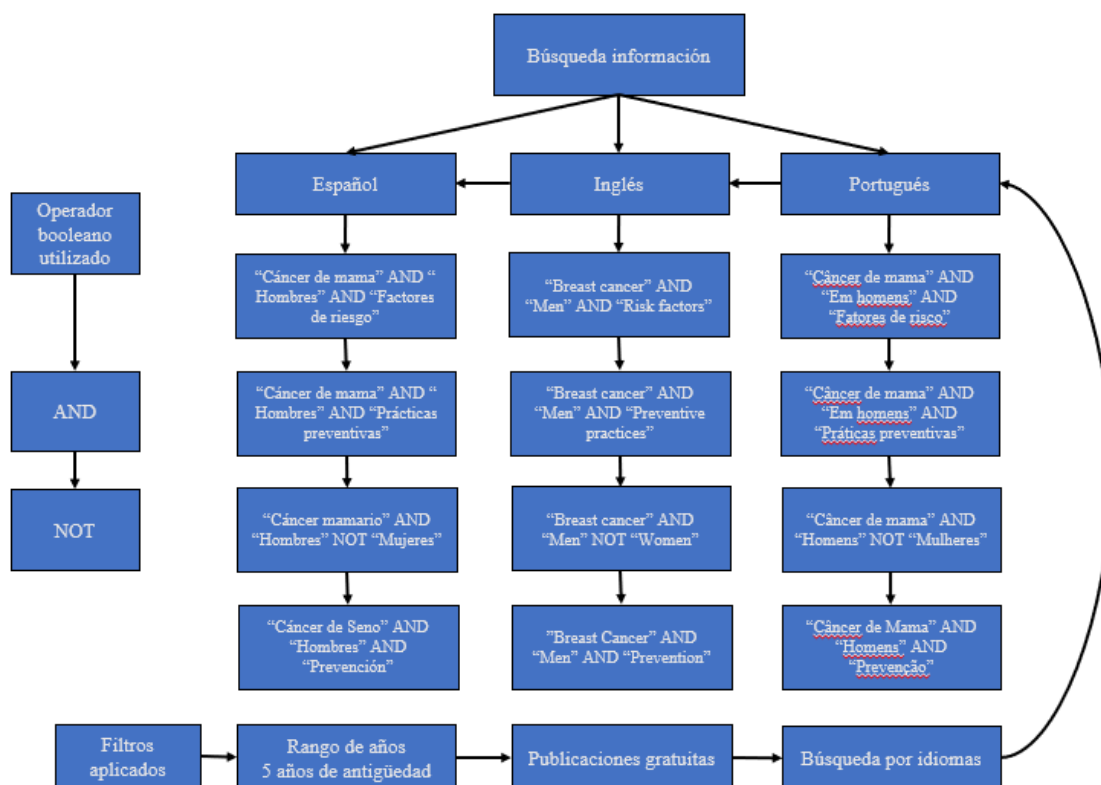 Búsqueda información
Español
Inglés
Portugués
Operador
booleano
utilizado
“Cáncer de mama” AND “
Hombres” AND “Factores
de riesgo”
“Breast cancer” AND
“Men” AND “Risk factors”
“Câncer de mama” AND
“Em homens” AND
“Fatores de risco”
AND
“Cáncer de mama” AND “
Hombres” AND “Prácticas
preventivas”
“Breast cancer” AND
“Men” AND “Preventive
practices”
“Câncer de mama” AND
“Em homens” AND
“Práticas preventivas”
NOT
“Cáncer mamario” AND
“Hombres” NOT “Mujeres”
“Breast cancer” AND
“Men” NOT “Women”
“Câncer de mama” AND
“Homens” NOT “Mulheres”
“Cáncer de Seno” AND
“Hombres” AND
“Prevención”
”Breast Cancer” AND
“Men” AND “Prevention”
“Câncer de Mama” AND
“Homens” AND
“Prevenção”
Filtros
aplicados
Rango de años
5 años de antigüedad
Publicaciones gratuitas
Búsqueda por idiomas